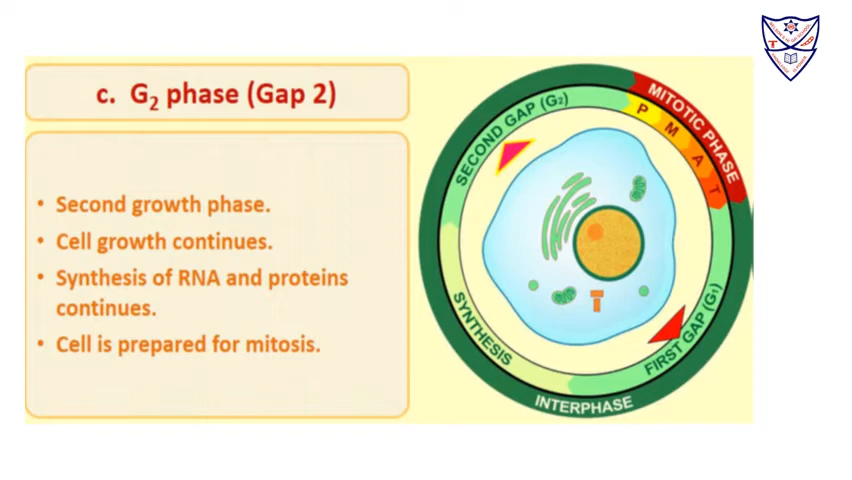 c. G₂ phase (Gap 2)
• Second growth phase.
• Cell growth continues.
• Synthesis of RNA and proteins
continues.
• Cell is prepared for mitosis.
SECOND GAP (G₂)
MITOTIC PHASE
P
M
A
T
SYNTHESIS
FIRST GAP (G₁)
INTERPHASE